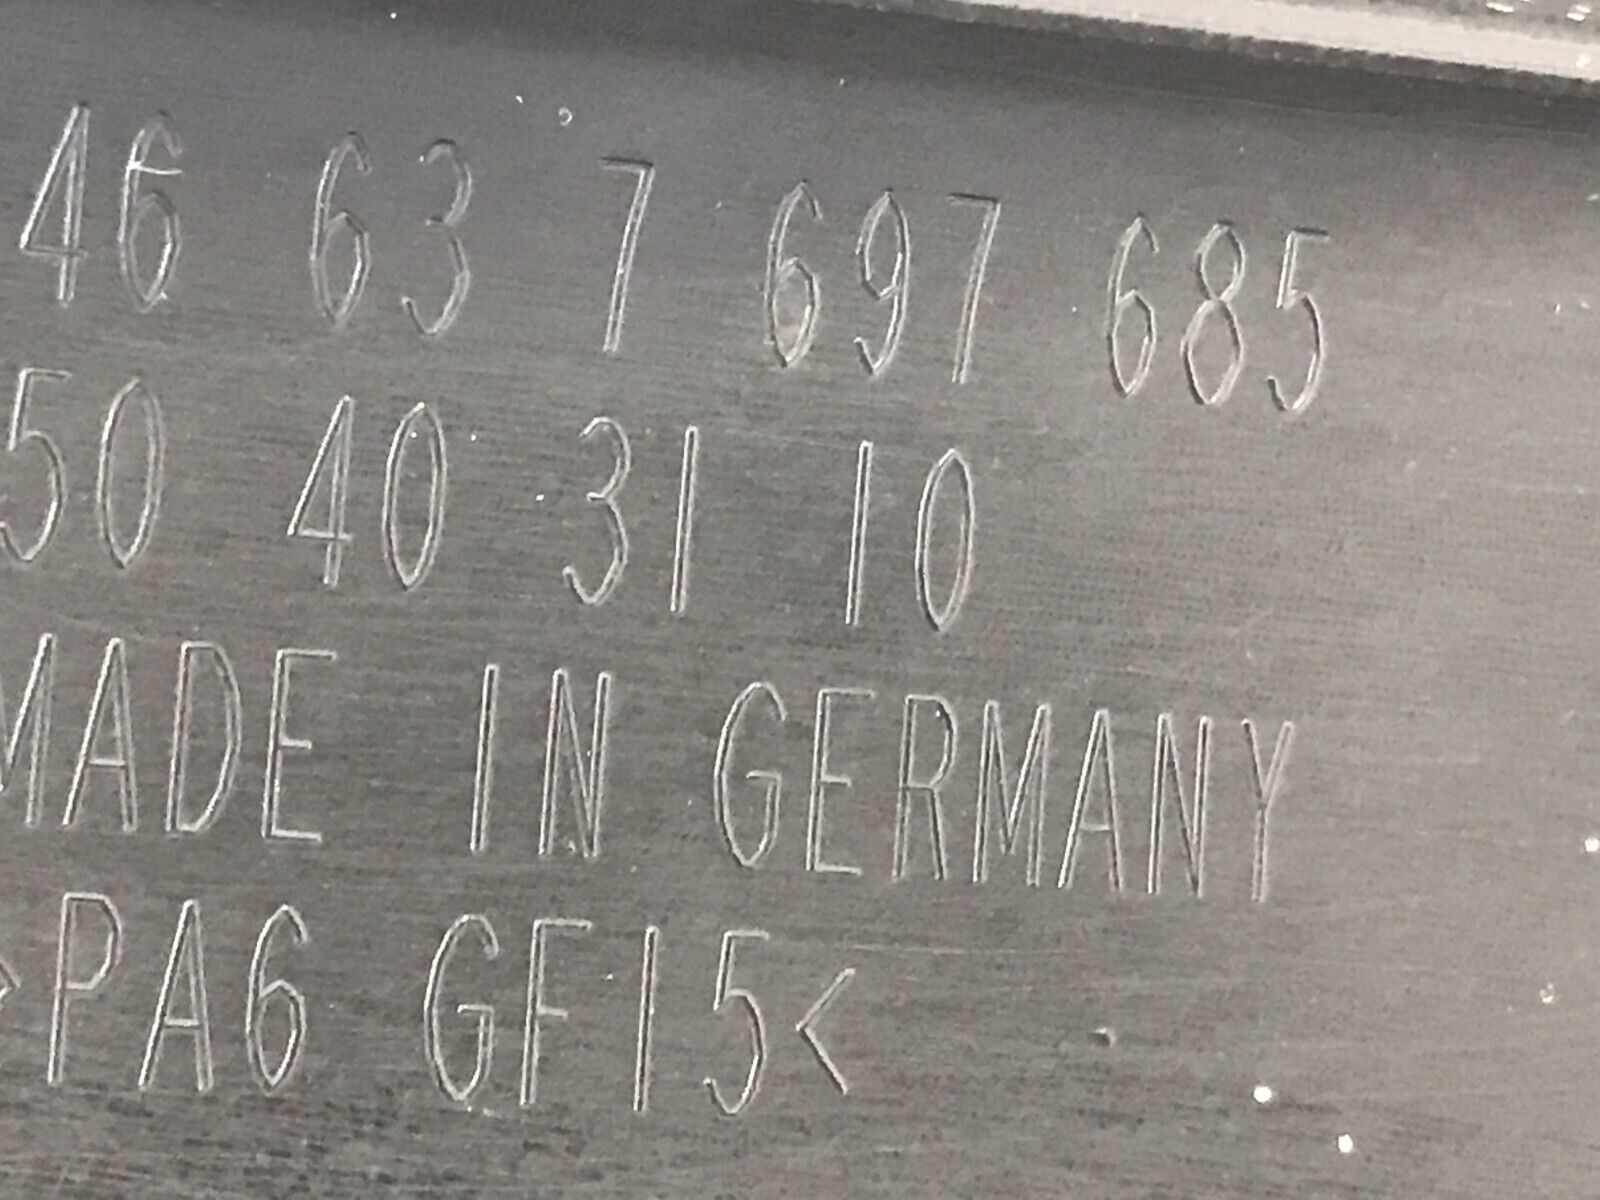 46 63 7 697 685
50 40 31 10
MADE IN GERMANY
>PA6 GF15<